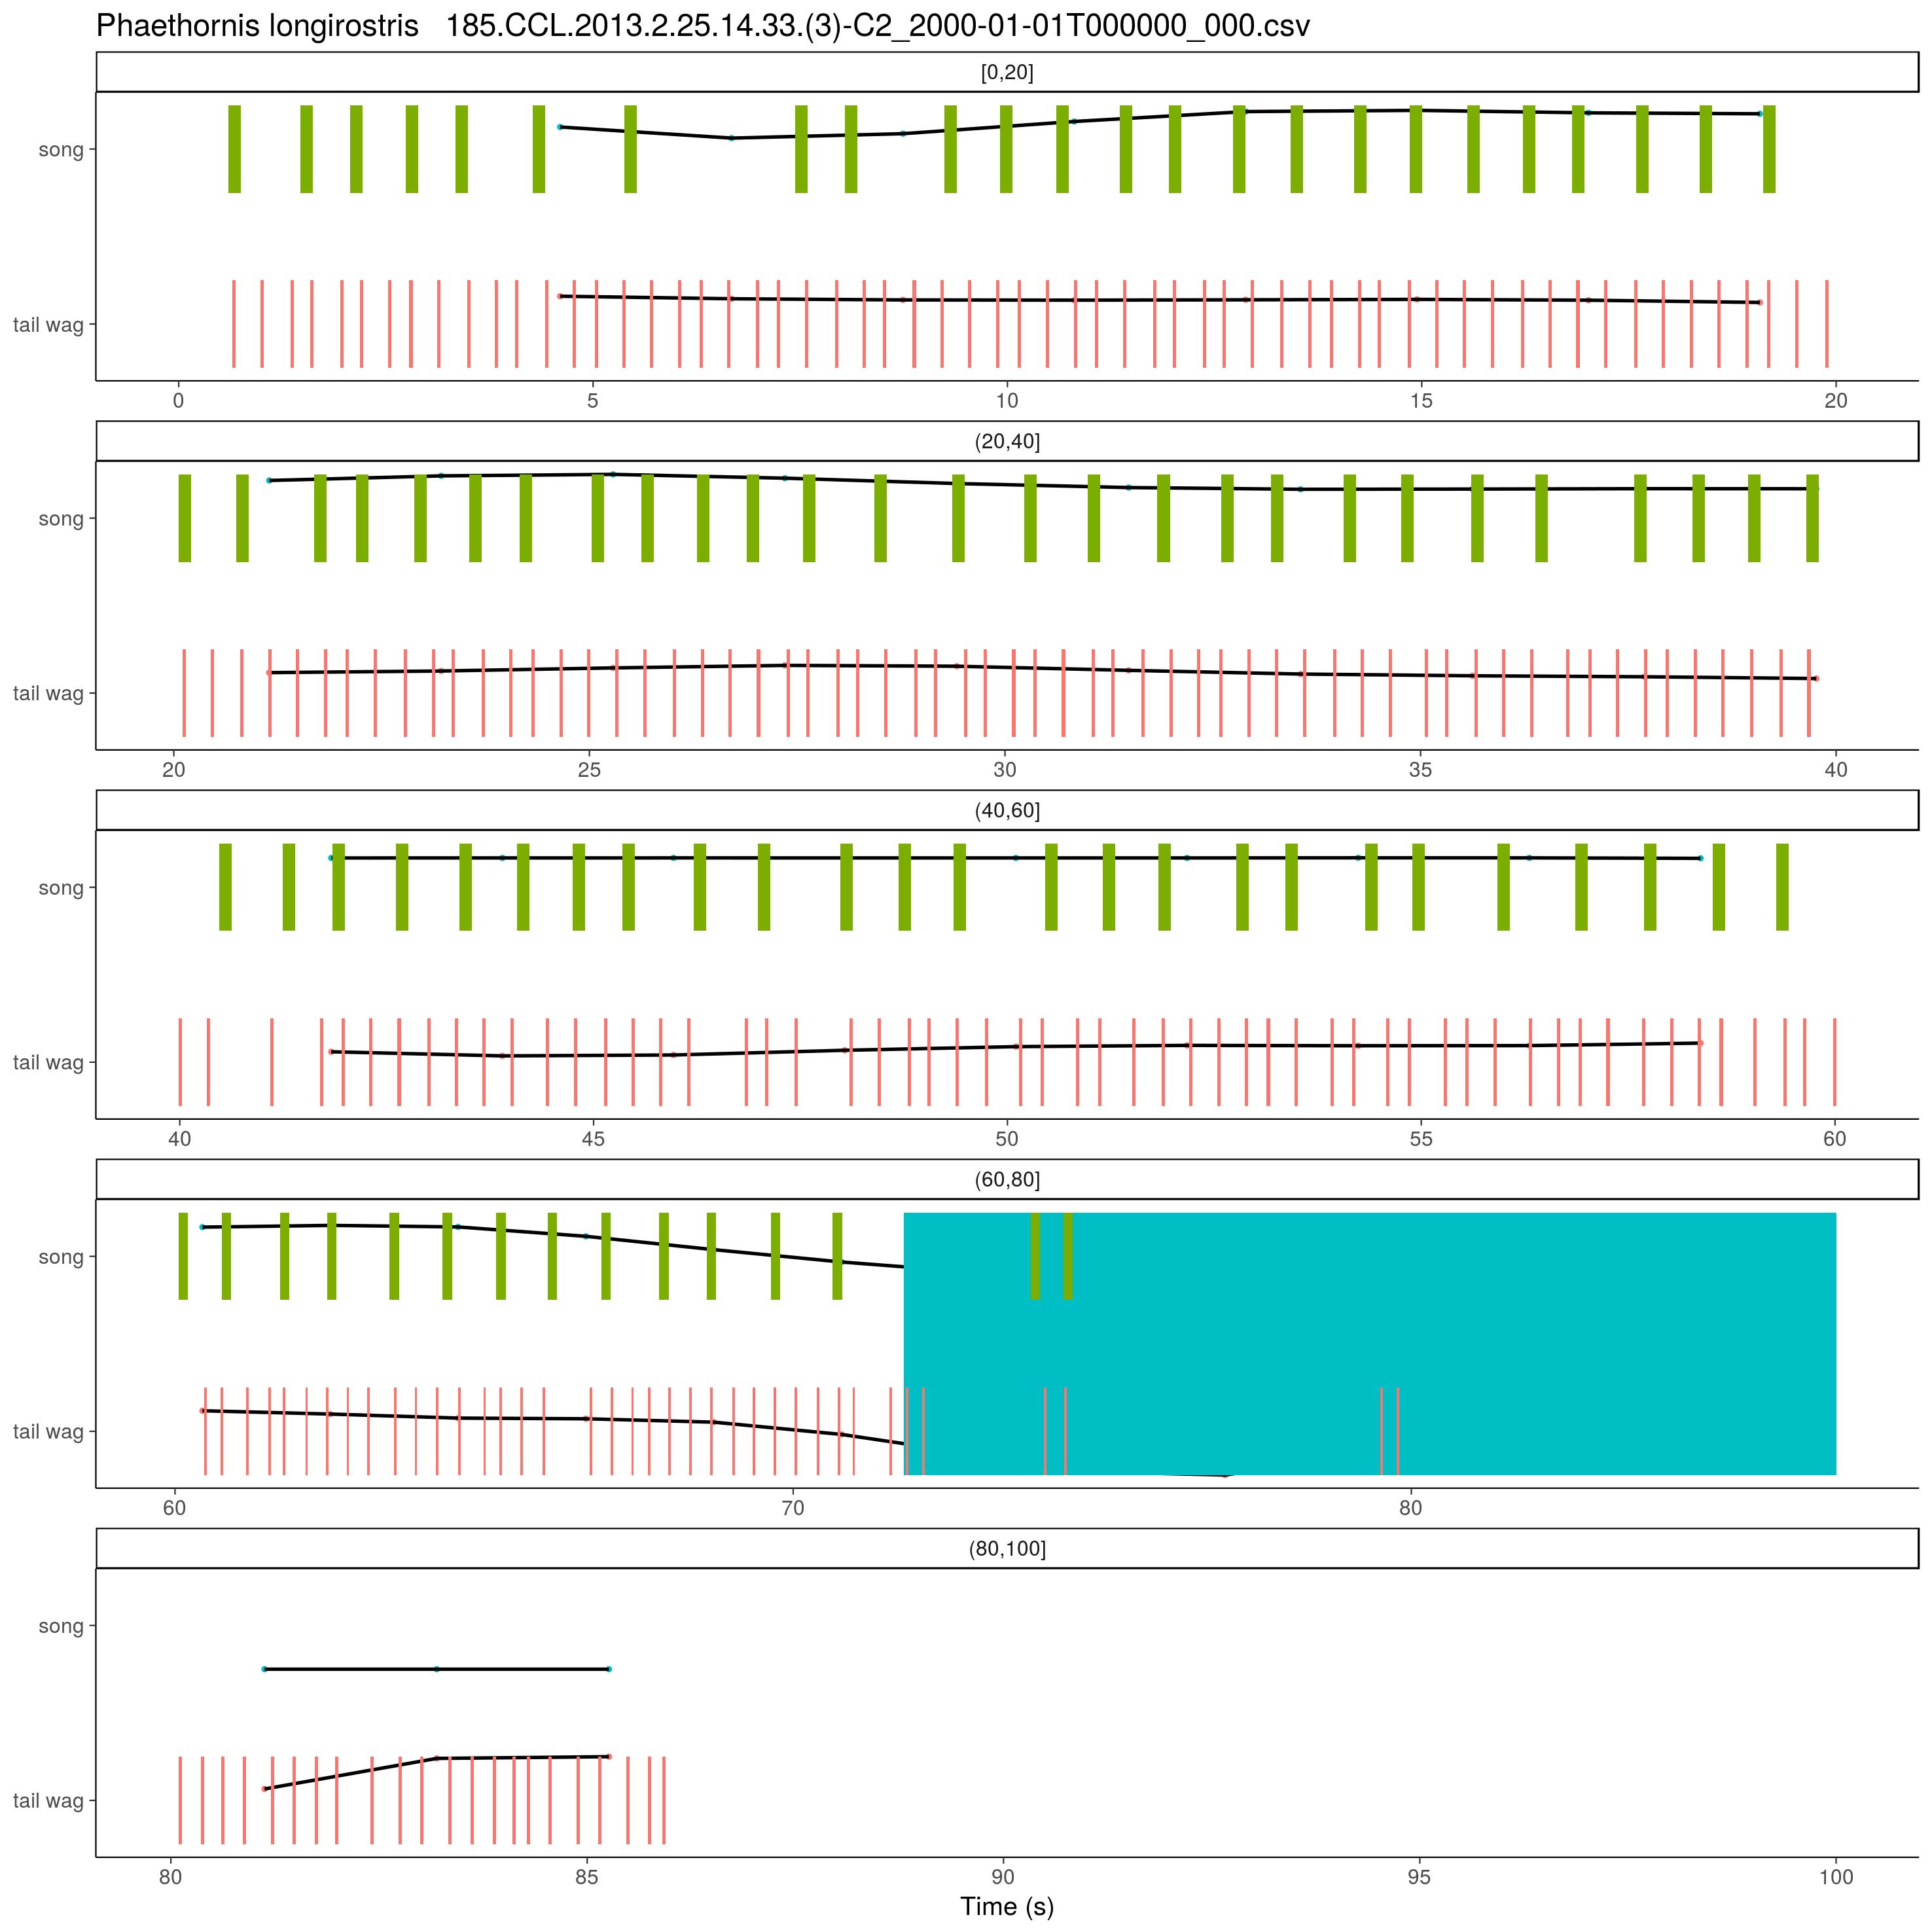 Phaethornis longirostris 185.CCL.2013.2.25.14.33.(3)-C2_2000-01-01T000000_000.csv
[0,20]
song
tail wag
0 5 10 15 20
(20,40]
song
tail wag
20 25 30 35 40
(40,60]
song
tail wag
40 45 50 55 60
(60,80]
song
tail wag
60 70 80
(80,100]
song
tail wag
80 85 90 95 100
Time (s)